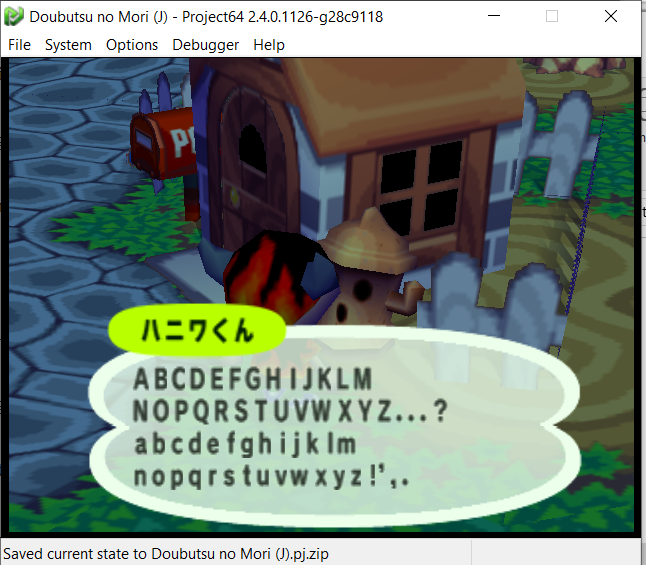 Doubutsu no Mori (J) - Project64 2.4.0.1126-g28c9118
File System Options Debugger Help
ハニワくん
ABCDEFGHIJKLM
NOPQRSTUVWXYZ...?
abcdefghijklm
nopqrstuvwxyz!',.
Saved current state to Doubutsu no Mori (J).pj.zip